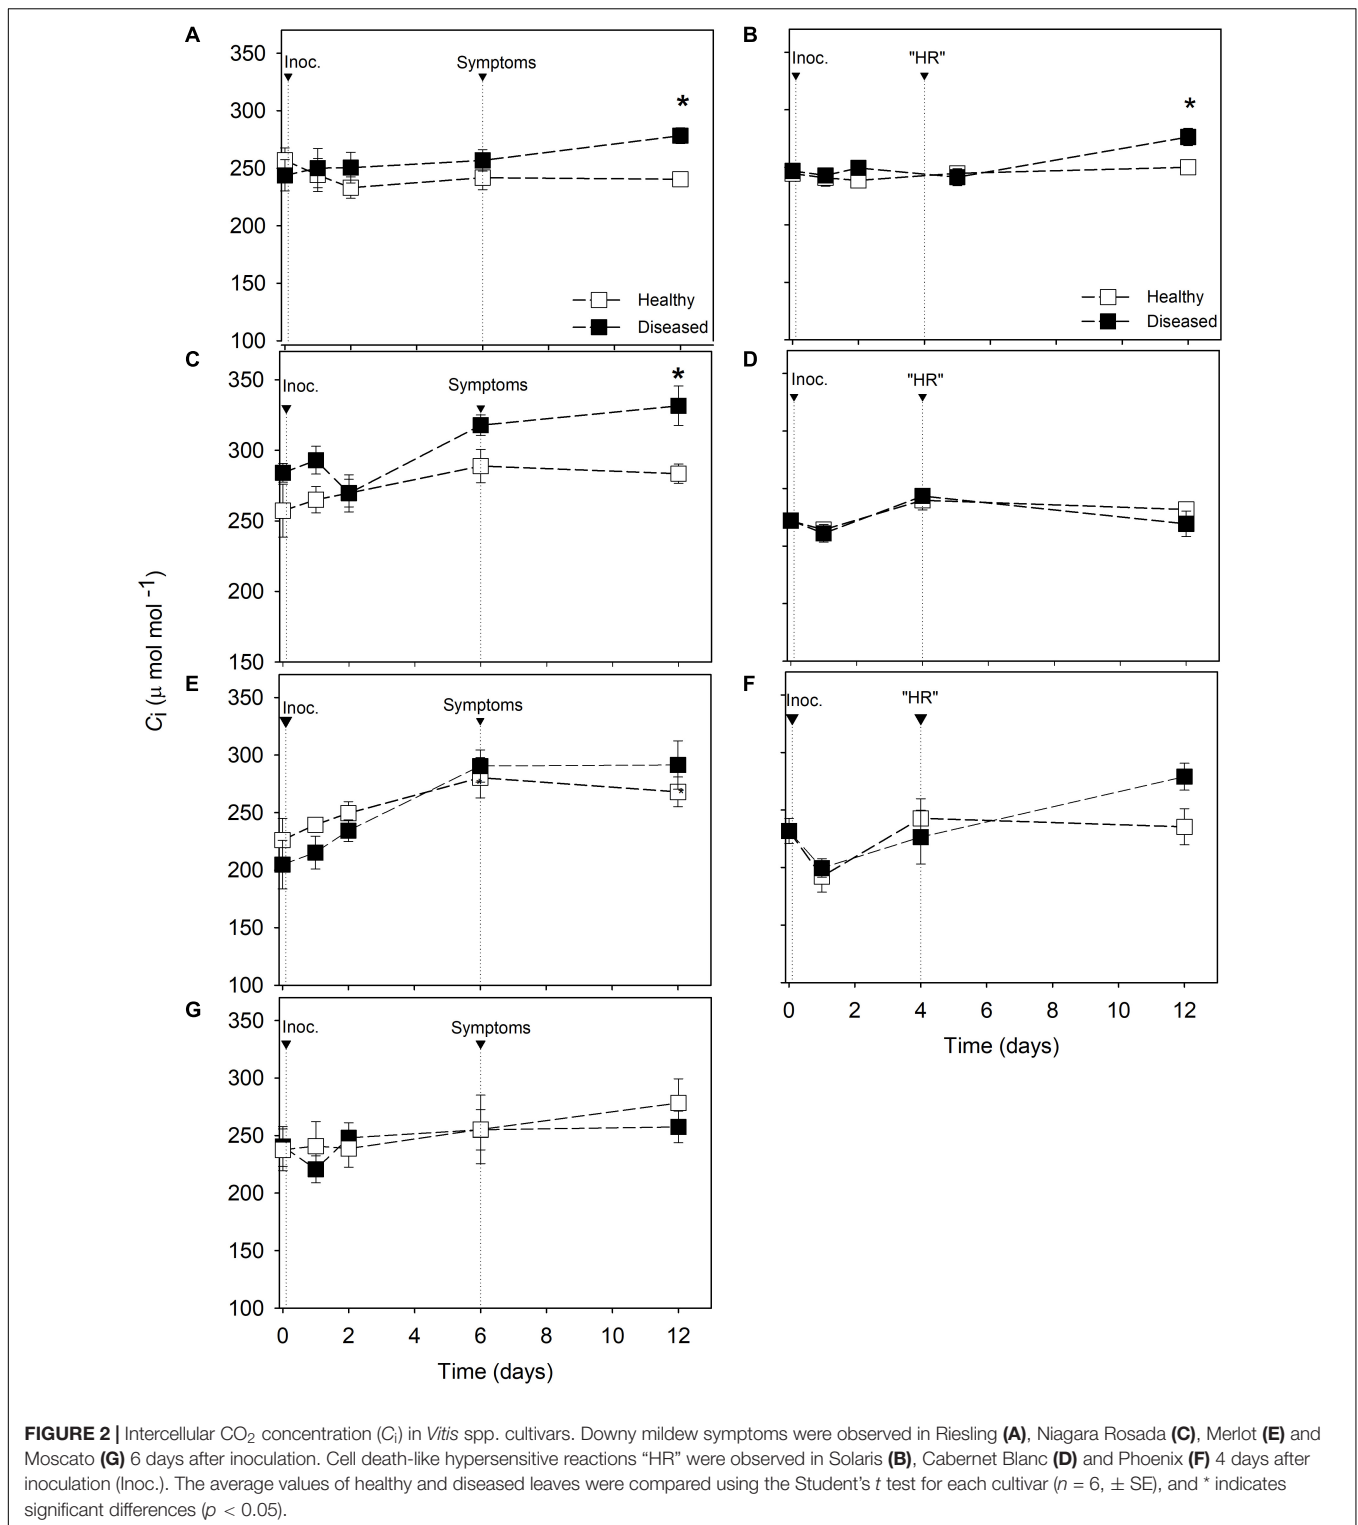 A
350
300
250
200
150
100
Inoc.
Symptoms
*
Healthy
Diseased
B
Inoc.
"HR"
*
Healthy
Diseased
C
350
300
250
200
150
Inoc.
Symptoms
*
D
Inoc.
"HR"
Ci (μ mol mol -1)
E
350
300
250
200
150
100
Inoc.
Symptoms
*
*
F
Inoc.
"HR"
0 2 4 6 8 10 12
Time (days)
G
350
300
250
200
150
100
Inoc.
Symptoms
0 2 4 6 8 10 12
Time (days)
FIGURE 2 | Intercellular CO2 concentration (Ci) in Vitis spp. cultivars. Downy mildew symptoms were observed in Riesling (A), Niagara Rosada (C), Merlot (E) and
Moscato (G) 6 days after inoculation. Cell death-like hypersensitive reactions “HR” were observed in Solaris (B), Cabernet Blanc (D) and Phoenix (F) 4 days after
inoculation (Inoc.). The average values of healthy and diseased leaves were compared using the Student’s t test for each cultivar (n = 6, ± SE), and * indicates
significant differences (p < 0.05).